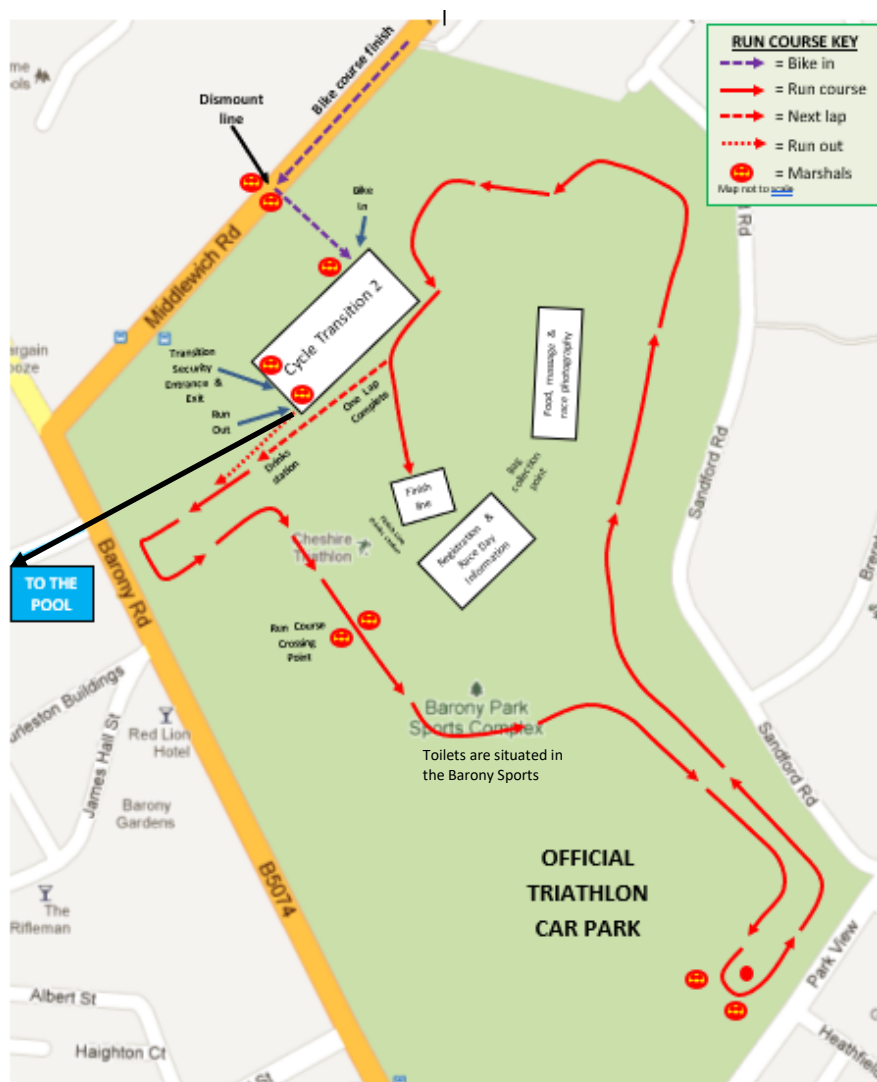 RUN COURSE KEY
= Bike in
= Run course
= Next lap
= Run out
= Marshals
Map not to scale
Bike course finish
Dismount
line
Bike
In
Middlewich Rd
Cycle Transition 2
Transition
Security
Entrance &
Exit
Run
Out
One Lap
Complete
Drinks
station
Food, massage &
race photography
Bag
collection
point
Finish
line
Registration &
Race Day
Information
Cheshire
Triathlon
TO THE
POOL
Barony Rd
Run Course
Crossing
Point
Sandford Rd
Barony Park
Sports Complex
Toilets are situated in
the Barony Sports
urleston Buildings
James Hall St
Red Lion
Hotel
Barony
Gardens
Sandford Rd
OFFICIAL
TRIATHLON
CAR PARK
B5074
The
Rifleman
Park View
Albert St
Haighton Ct
Heathfield